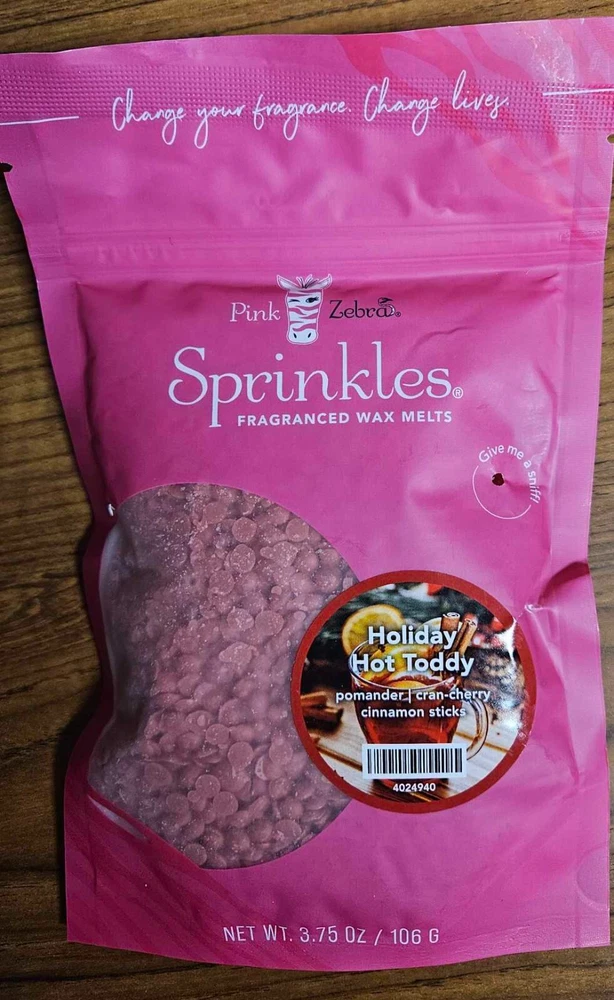 Change your fragrance. Change lives.
Pink Zebra®
Sprinkles®
FRAGRANCED WAX MELTS
Give me a sniff!
Holiday
Hot Toddy
pomander | cran-cherry
cinnamon sticks
4024940
NET WT. 3.75 OZ / 106 G